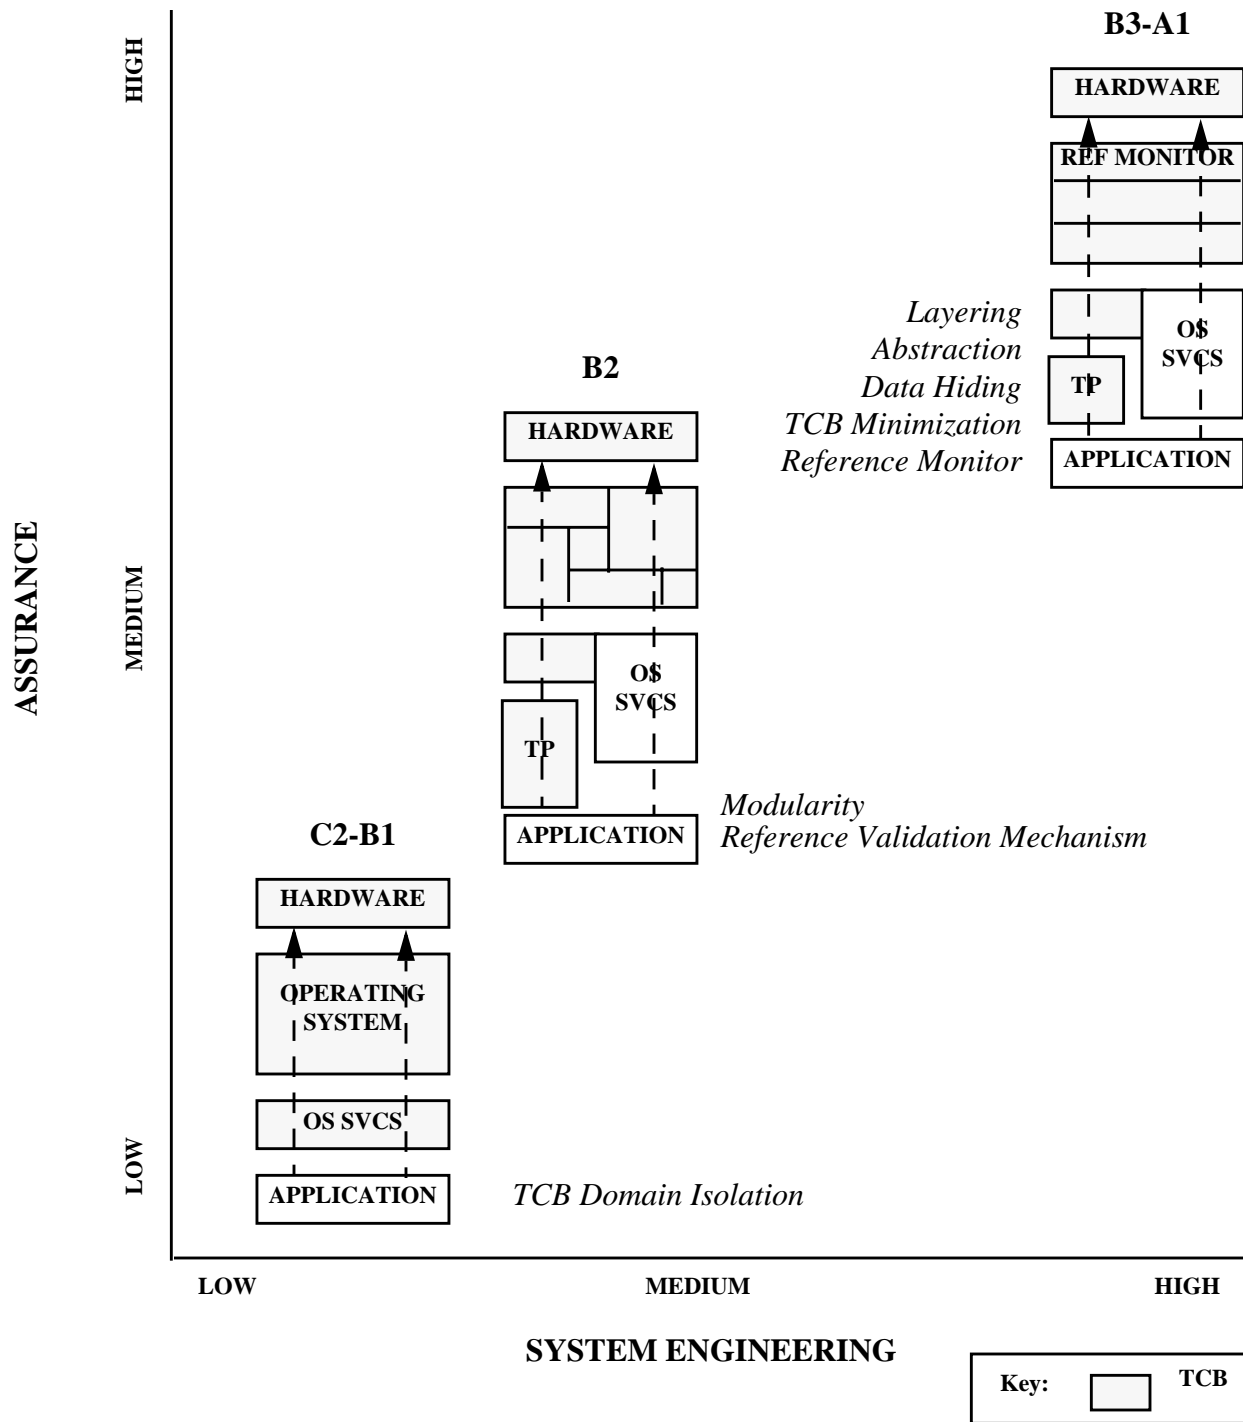 B3-A1
HIGH
HARDWARE
REF MONITOR
Layering
Abstraction
Data Hiding
TCB Minimization
Reference Monitor
OS
SVCS
TP
APPLICATION
B2
HARDWARE
ASSURANCE
MEDIUM
OS
SVCS
TP
APPLICATION
Modularity
Reference Validation Mechanism
C2-B1
HARDWARE
OPERATING
SYSTEM
OS SVCS
APPLICATION
TCB Domain Isolation
LOW
LOW
MEDIUM
HIGH
SYSTEM ENGINEERING
Key:
TCB